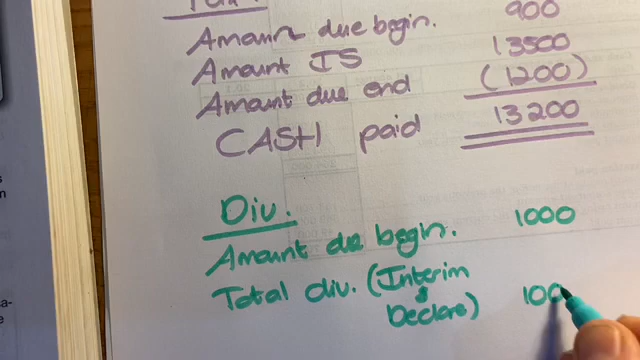 Amount due begin. 900
Amount IS 13500
Amount due end (1200)
CASH paid 13200
Div.
Amount due begin. 1000
Total div. (Interim
& Declare) 100